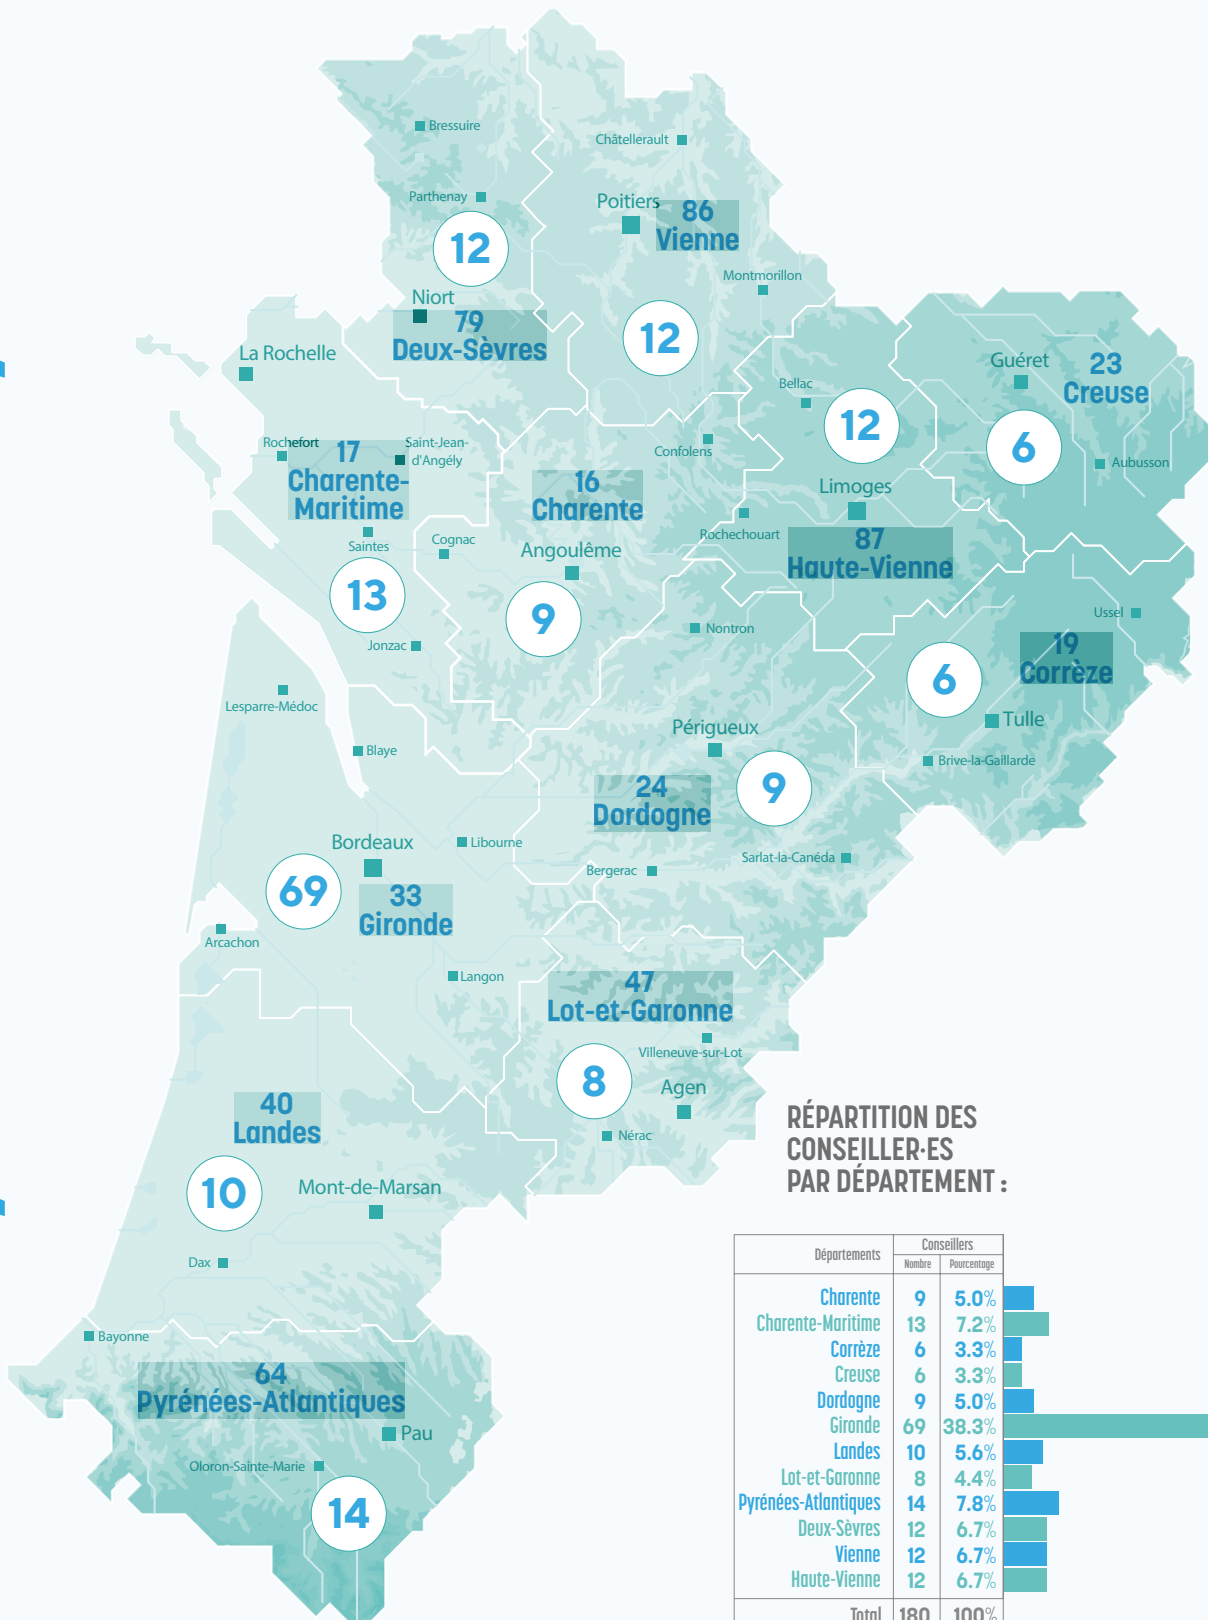 Bressuire
Châtellerault
Parthenay
Poitiers
86
Vienne
12
Montmorillon
Niort
79
Deux-Sèvres
12
La Rochelle
Guéret
23
Creuse
Bellac
12
6
Rochefort
17
Charente-
Maritime
Saint-Jean-
d'Angély
Confolens
Aubusson
16
Charente
Limoges
Rochechouart
87
Haute-Vienne
Saintes
Cognac
Angoulême
13
9
Jonzac
Nontron
Ussel
19
Corrèze
6
Tulle
Lesparre-Médoc
Blaye
Périgueux
Brive-la-Gaillarde
24
Dordogne
9
Bordeaux
Libourne
Sarlat-la-Canéda
Bergerac
69
33
Gironde
Arcachon
Langon
47
Lot-et-Garonne
Villeneuve-sur-Lot
8
Agen
Nérac
40
Landes
10
Mont-de-Marsan
Dax
Bayonne
64
Pyrénées-Atlantiques
Pau
Oloron-Sainte-Marie
14
RÉPARTITION DES
CONSEILLER·ES
PAR DÉPARTEMENT :
Départements Conseillers
Nombre Pourcentage
Charente 9 5.0%
Charente-Maritime 13 7.2%
Corrèze 6 3.3%
Creuse 6 3.3%
Dordogne 9 5.0%
Gironde 69 38.3%
Landes 10 5.6%
Lot-et-Garonne 8 4.4%
Pyrénées-Atlantiques 14 7.8%
Deux-Sèvres 12 6.7%
Vienne 12 6.7%
Haute-Vienne 12 6.7%
Total 180 100%